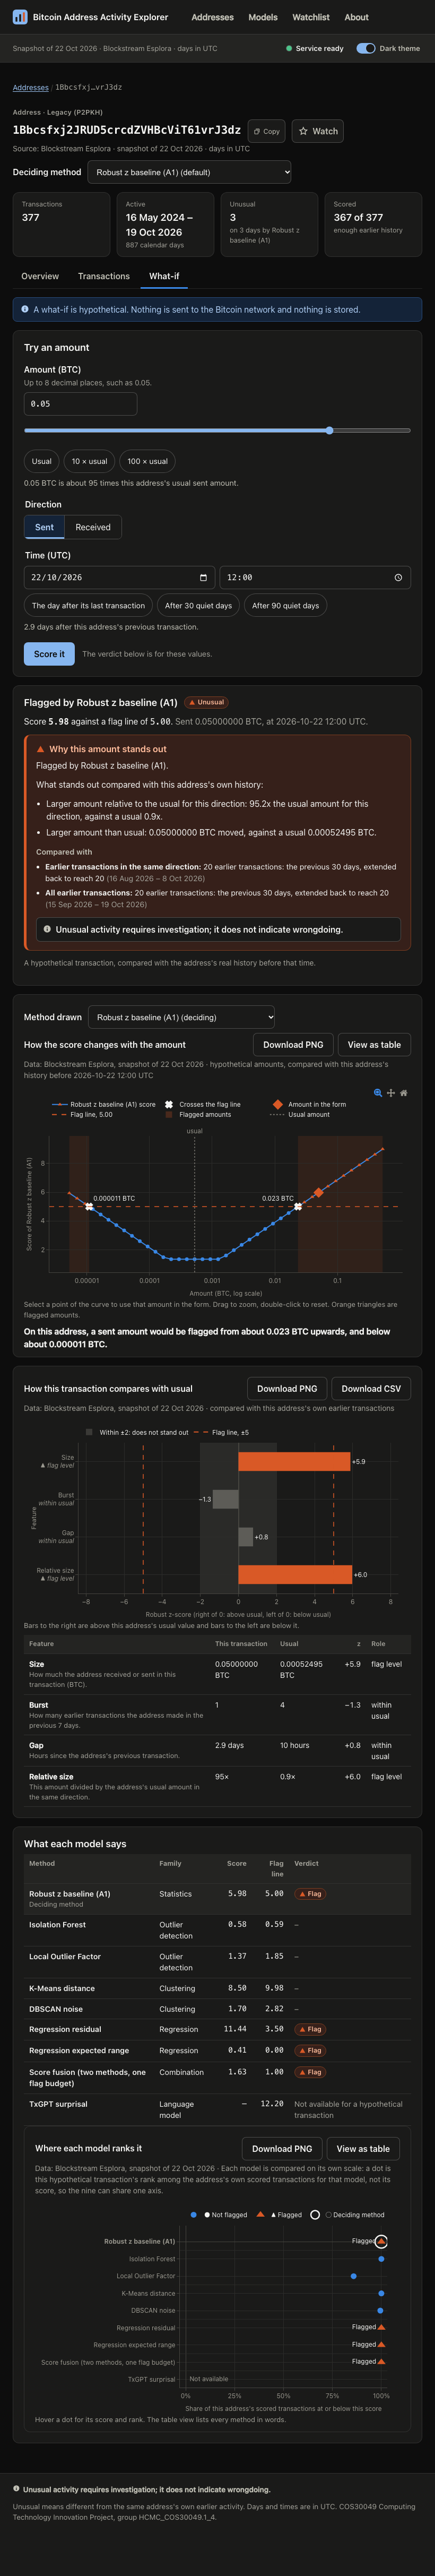 Bitcoin Address Activity Explorer
Addresses
Models
Watchlist
About
Snapshot of 22 Oct 2026 · Blockstream Esplora · days in UTC
Service ready
Dark theme
Addresses / 1Bbcsfxj…vrJ3dz
Address · Legacy (P2PKH)
1Bbcsfxj2JRUD5crcdZVHBcViT61vrJ3dz
Copy
Watch
Source: Blockstream Esplora · snapshot of 22 Oct 2026 · days in UTC
Deciding method
Robust z baseline (A1) (default)
Transactions
377
Active
16 May 2024 –
19 Oct 2026
887 calendar days
Unusual
3
on 3 days by Robust z
baseline (A1)
Scored
367 of 377
enough earlier history
Overview
Transactions
What-if
A what-if is hypothetical. Nothing is sent to the Bitcoin network and nothing is stored.
Try an amount
Amount (BTC)
Up to 8 decimal places, such as 0.05.
0.05
Usual
10 × usual
100 × usual
0.05 BTC is about 95 times this address's usual sent amount.
Direction
Sent
Received
Time (UTC)
22/10/2026
12:00
The day after its last transaction
After 30 quiet days
After 90 quiet days
2.9 days after this address's previous transaction.
Score it
The verdict below is for these values.
Flagged by Robust z baseline (A1)
Unusual
Score 5.98 against a flag line of 5.00. Sent 0.05000000 BTC, at 2026-10-22 12:00 UTC.
Why this amount stands out
Flagged by Robust z baseline (A1).
What stands out compared with this address's own history:
• Larger amount relative to the usual for this direction: 95.2x the usual amount for this
direction, against a usual 0.9x.
• Larger amount than usual: 0.05000000 BTC moved, against a usual 0.00052495 BTC.
Compared with
• Earlier transactions in the same direction: 20 earlier transactions: the previous 30 days, extended
back to reach 20 (16 Aug 2026 – 8 Oct 2026)
• All earlier transactions: 20 earlier transactions: the previous 30 days, extended back to reach 20
(15 Sep 2026 – 19 Oct 2026)
Unusual activity requires investigation; it does not indicate wrongdoing.
A hypothetical transaction, compared with the address's real history before that time.
Method drawn
Robust z baseline (A1) (deciding)
How the score changes with the amount
Download PNG
View as table
Data: Blockstream Esplora, snapshot of 22 Oct 2026 · hypothetical amounts, compared with this address's
history before 2026-10-22 12:00 UTC
Robust z baseline (A1) score
Crosses the flag line
Amount in the form
Flag line, 5.00
Flagged amounts
Usual amount
usual
0.000011 BTC
0.023 BTC
Score of Robust z baseline (A1)
8
6
4
2
0.00001
0.0001
0.001
0.01
0.1
Amount (BTC, log scale)
Select a point of the curve to use that amount in the form. Drag to zoom, double-click to reset. Orange triangles are
flagged amounts.
On this address, a sent amount would be flagged from about 0.023 BTC upwards, and below
about 0.000011 BTC.
How this transaction compares with usual
Download PNG
Download CSV
Data: Blockstream Esplora, snapshot of 22 Oct 2026 · compared with this address's own earlier transactions
Within ±2: does not stand out
Flag line, ±5
Feature
Size
▲ flag level
+5.9
Burst
within usual
−1.3
Gap
within usual
+0.8
Relative size
▲ flag level
+6.0
−8
−6
−4
−2
0
2
4
6
8
Robust z-score (right of 0: above usual, left of 0: below usual)
Bars to the right are above this address's usual value and bars to the left are below it.
Feature
This transaction
Usual
z
Role
Size
How much the address received or sent in this
transaction (BTC).
0.05000000
BTC
0.00052495
BTC
+5.9
flag level
Burst
How many earlier transactions the address made in the
previous 7 days.
1
4
−1.3
within
usual
Gap
Hours since the address's previous transaction.
2.9 days
10 hours
+0.8
within
usual
Relative size
This amount divided by the address's usual amount in
the same direction.
95×
0.9×
+6.0
flag level
What each model says
Method
Family
Score
Flag
line
Verdict
Robust z baseline (A1)
Deciding method
Statistics
5.98
5.00
Flag
Isolation Forest
Outlier
detection
0.58
0.59
–
Local Outlier Factor
Outlier
detection
1.37
1.85
–
K-Means distance
Clustering
8.50
9.98
–
DBSCAN noise
Clustering
1.70
2.82
–
Regression residual
Regression
11.44
3.50
Flag
Regression expected range
Regression
0.41
0.00
Flag
Score fusion (two methods, one
flag budget)
Combination
1.63
1.00
Flag
TxGPT surprisal
Language
model
–
12.20
Not available for a hypothetical
transaction
Where each model ranks it
Download PNG
View as table
Data: Blockstream Esplora, snapshot of 22 Oct 2026 · Each model is compared on its own scale: a dot is
this hypothetical transaction's rank among the address's own scored transactions for that model, not its
score, so the nine can share one axis.
Not flagged
Flagged
Deciding method
Robust z baseline (A1)
Flagged
Isolation Forest
Local Outlier Factor
K-Means distance
DBSCAN noise
Regression residual
Flagged
Regression expected range
Flagged
Score fusion (two methods, one flag budget)
Flagged
TxGPT surprisal
Not available
0%
25%
50%
75%
100%
Share of this address's scored transactions at or below this score
Hover a dot for its score and rank. The table view lists every method in words.
Unusual activity requires investigation; it does not indicate wrongdoing.
Unusual means different from the same address's own earlier activity. Days and times are in UTC. COS30049 Computing
Technology Innovation Project, group HCMC_COS30049.1_4.